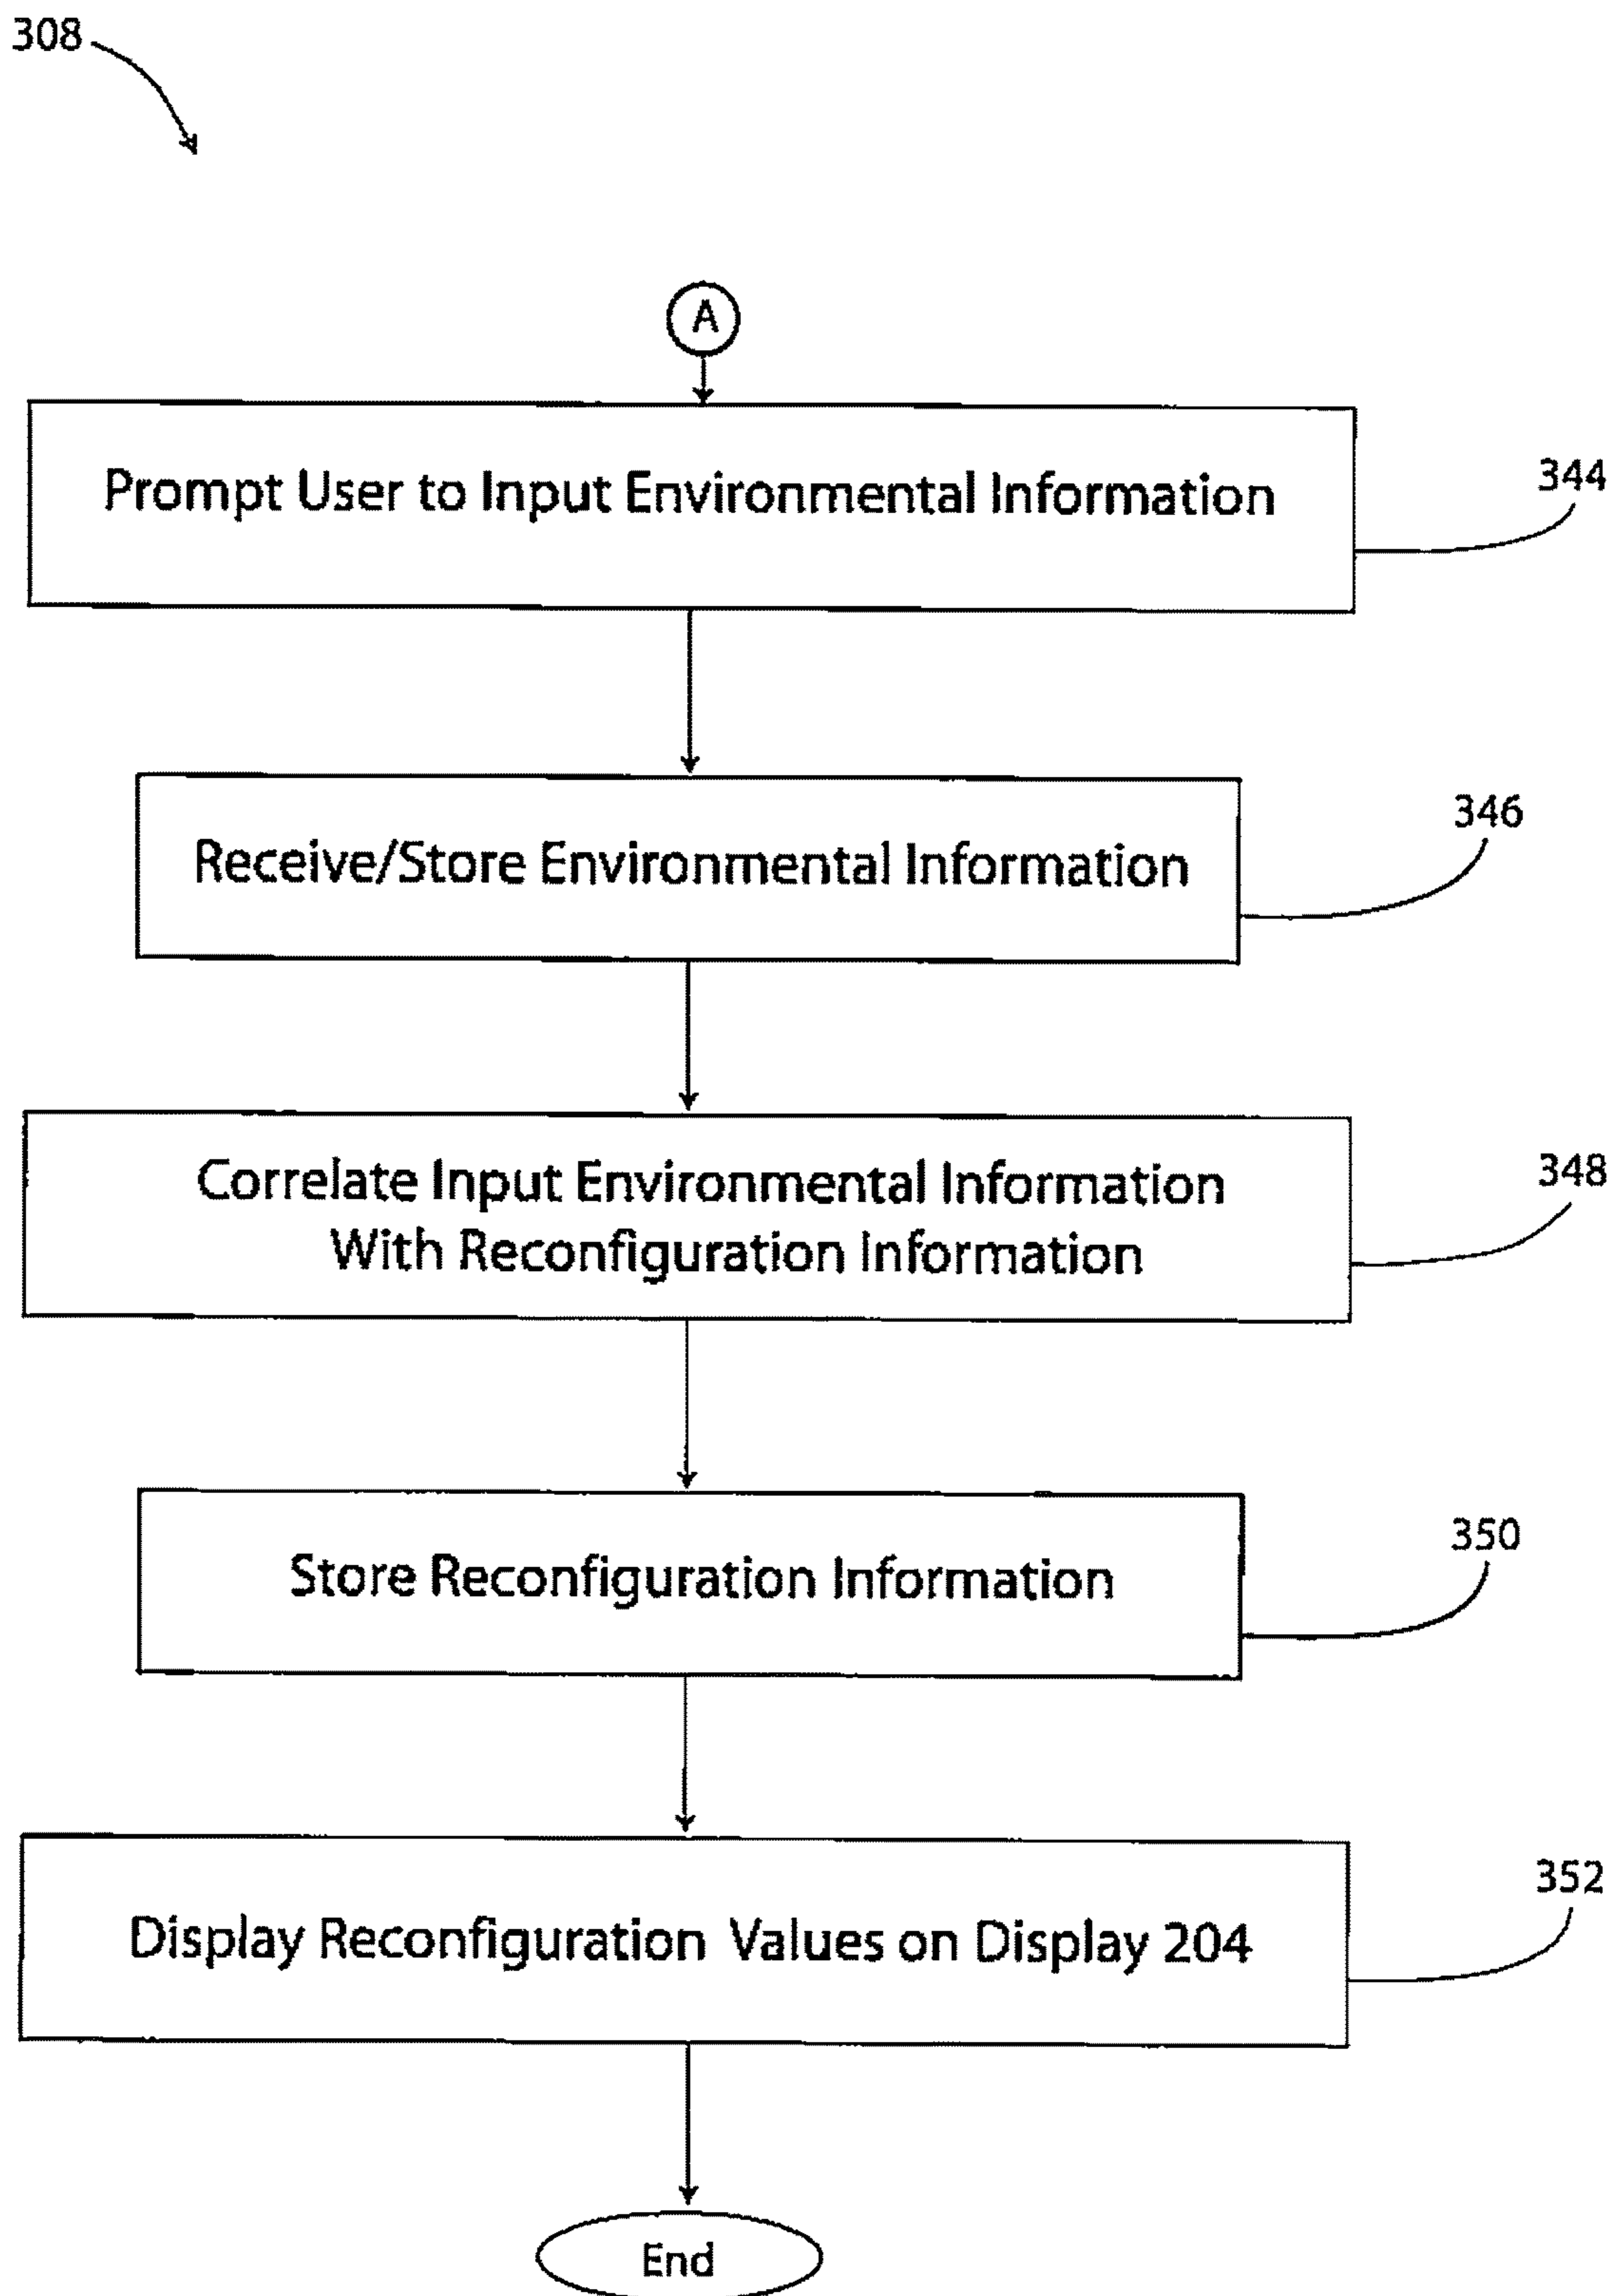 308
A
Prompt User to Input Environmental Information
344
Receive/Store Environmental Information
346
Correlate Input Environmental Information
With Reconfiguration Information
348
Store Reconfiguration Information
350
Display Reconfiguration Values on Display 204
352
End